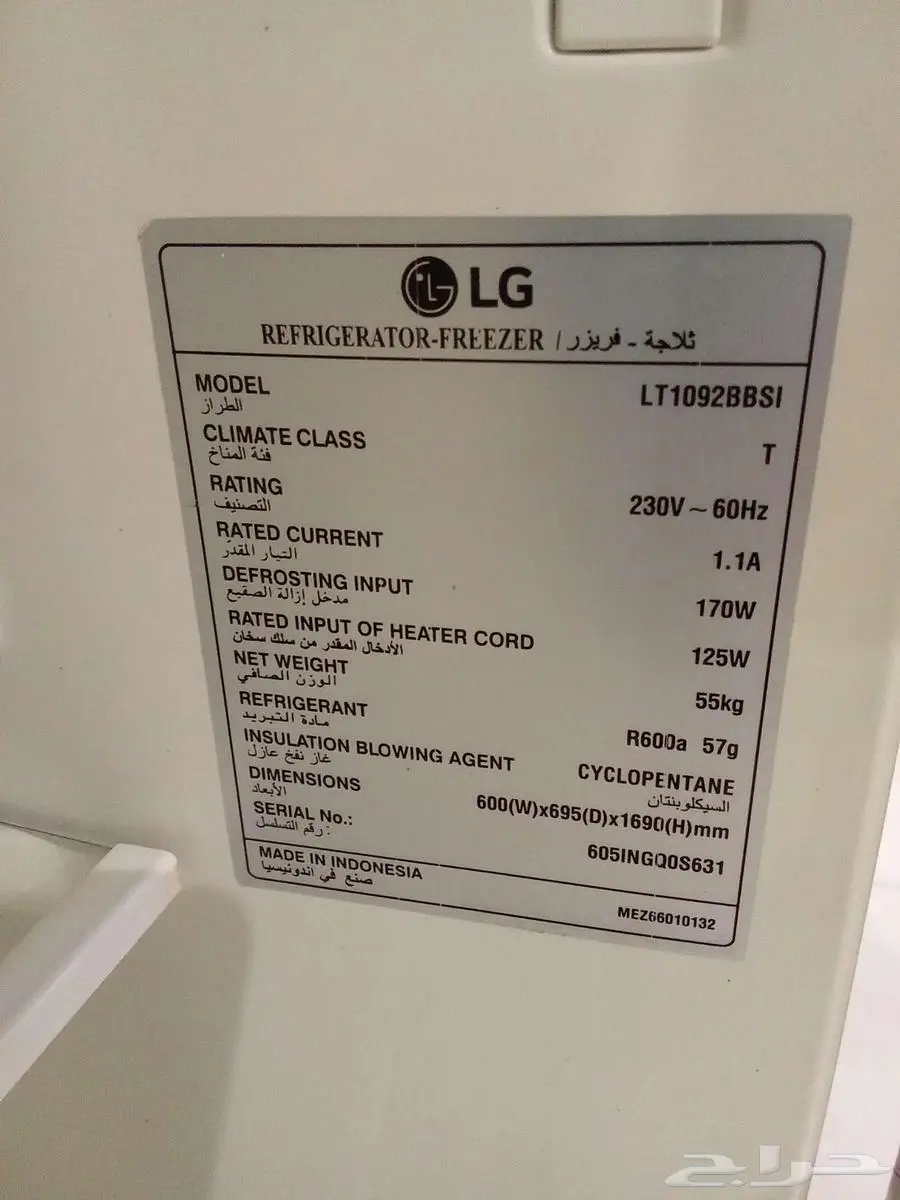 LG
REFRIGERATOR-FREEZER / ثلاجة - فريزر
MODEL LT1092BBSI
الطراز
CLIMATE CLASS T
فئة المناخ
RATING 230V ~ 60Hz
التصنيف
RATED CURRENT 1.1A
التيار المقدّر
DEFROSTING INPUT 170W
مدخل إزالة الصقيع
RATED INPUT OF HEATER CORD 125W
الأدخال المقدر من سلك سخان
NET WEIGHT 55kg
الوزن الصافي
REFRIGERANT R600a 57g
مادة التبريد
INSULATION BLOWING AGENT CYCLOPENTANE
غاز نفخ عازل السيكلوبنتان
DIMENSIONS 600(W)x695(D)x1690(H)mm
الأبعاد
SERIAL No.: 605INGQ0S631
رقم التسلسل:
MADE IN INDONESIA
صنع في اندونيسيا
MEZ66010132
حراج